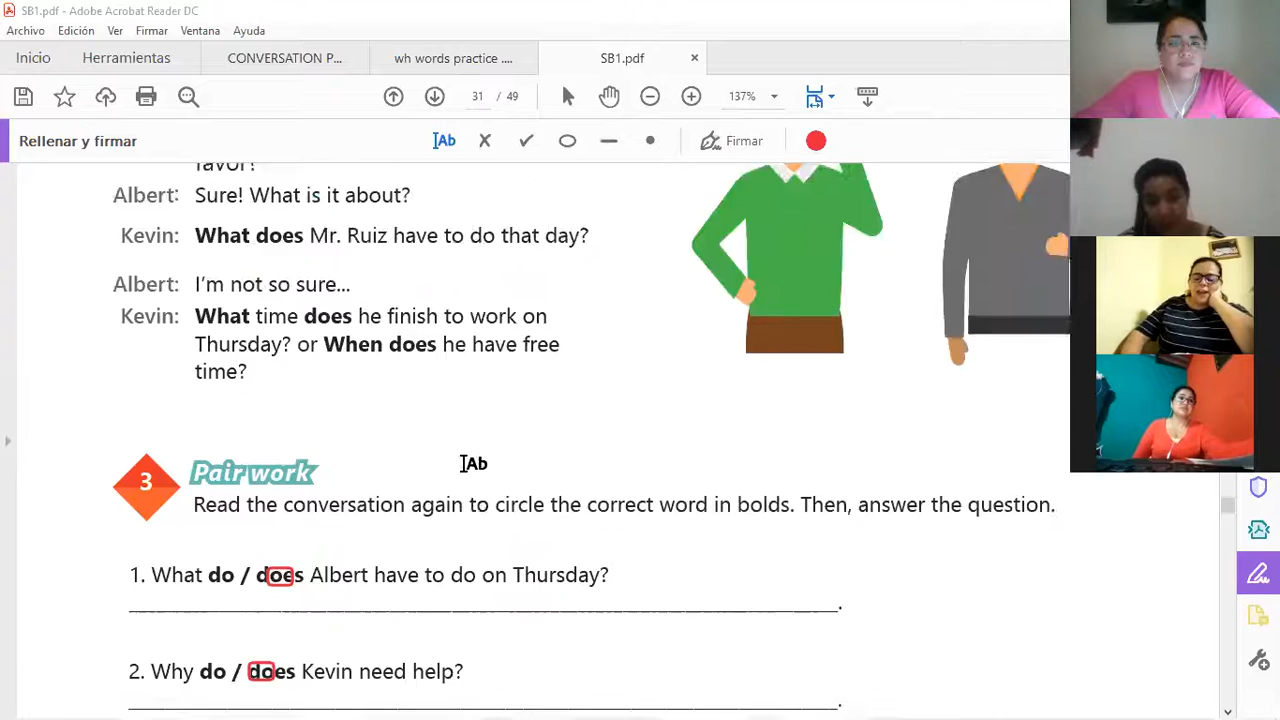 SB1.pdf - Adobe Acrobat Reader DC
Archivo Edición Ver Firmar Ventana Ayuda
Inicio Herramientas CONVERSATION P... wh words practice .... SB1.pdf ×
31 / 49 137%
Rellenar y firmar Ab Firmar
favor?
Albert: Sure! What is it about?
Kevin: What does Mr. Ruiz have to do that day?
Albert: I'm not so sure...
Kevin: What time does he finish to work on
Thursday? or When does he have free
time?
Ab
3 Pair work
Read the conversation again to circle the correct word in bolds. Then, answer the question.
1. What do / does Albert have to do on Thursday?
______________________________.
2. Why do / does Kevin need help?
______________________________.